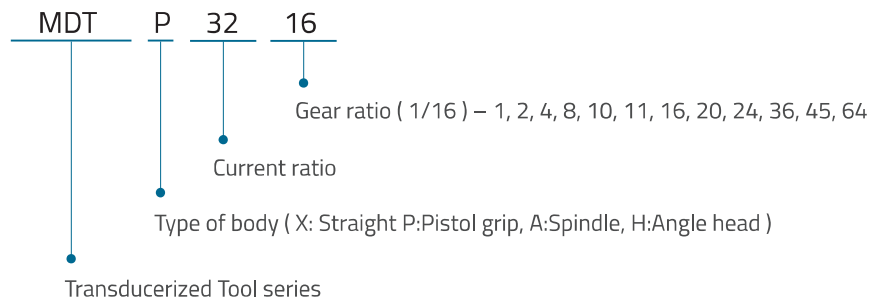 MDT P 32 16
Gear ratio ( 1/16 ) – 1, 2, 4, 8, 10, 11, 16, 20, 24, 36, 45, 64
Current ratio
Type of body ( X: Straight P:Pistol grip, A:Spindle, H:Angle head )
Transducerized Tool series